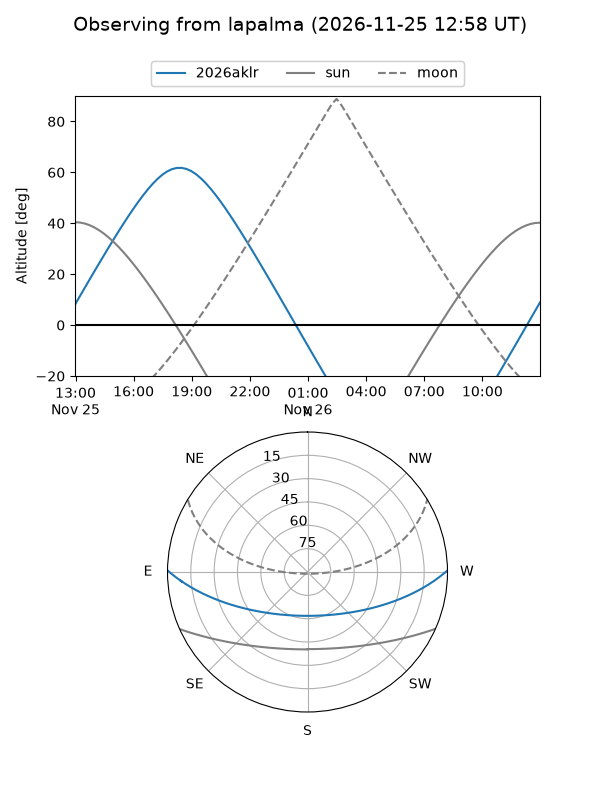 Observing from lapalma (2026-11-25 12:58 UT)
2026aklr sun moon
Altitude [deg]
80
60
40
20
0
−20
13:00 16:00 19:00 22:00 01:00 04:00 07:00 10:00
Nov 25 Nov 26
N
NE NW
15
30
45
60
75
E W
SE SW
S